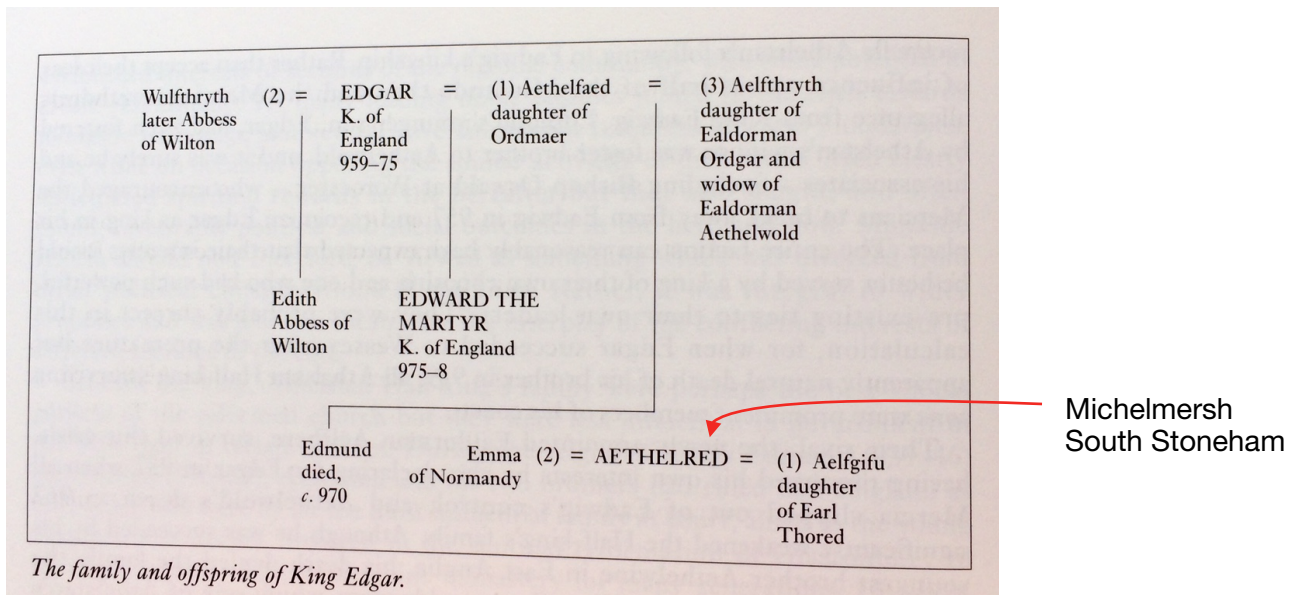 Wulfthryth
later Abbess
of Wilton
(2) =
EDGAR
K. of
England
959–75
=
(1) Aethelfaed
daughter of
Ordmaer
=
(3) Aelfthryth
daughter of
Ealdorman
Ordgar and
widow of
Ealdorman
Aethelwold
Edith
Abbess of
Wilton
EDWARD THE
MARTYR
K. of England
975–8
Edmund
died,
c. 970
Emma
of Normandy
(2) = AETHELRED =
(1) Aelfgifu
daughter
of Earl
Thored
Michelmersh
South Stoneham
The family and offspring of King Edgar.